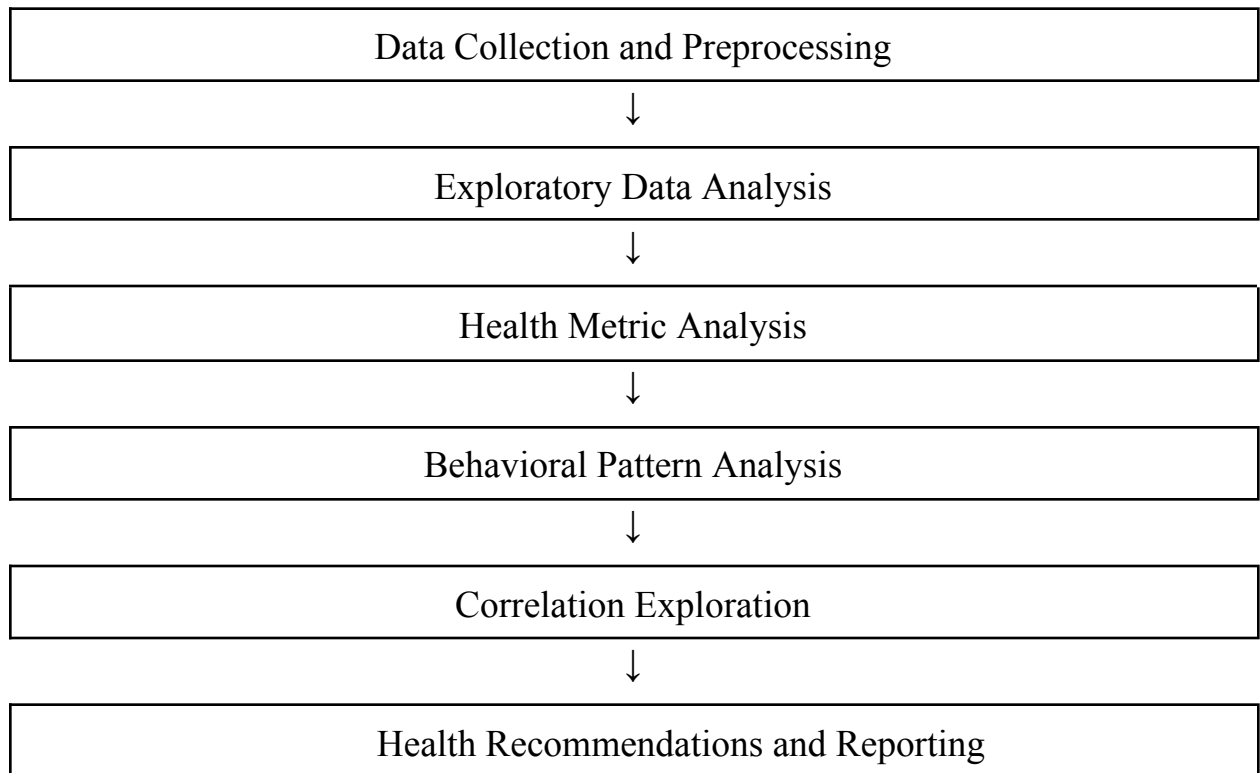 Data Collection and Preprocessing
↓
Exploratory Data Analysis
↓
Health Metric Analysis
↓
Behavioral Pattern Analysis
↓
Correlation Exploration
↓
Health Recommendations and Reporting